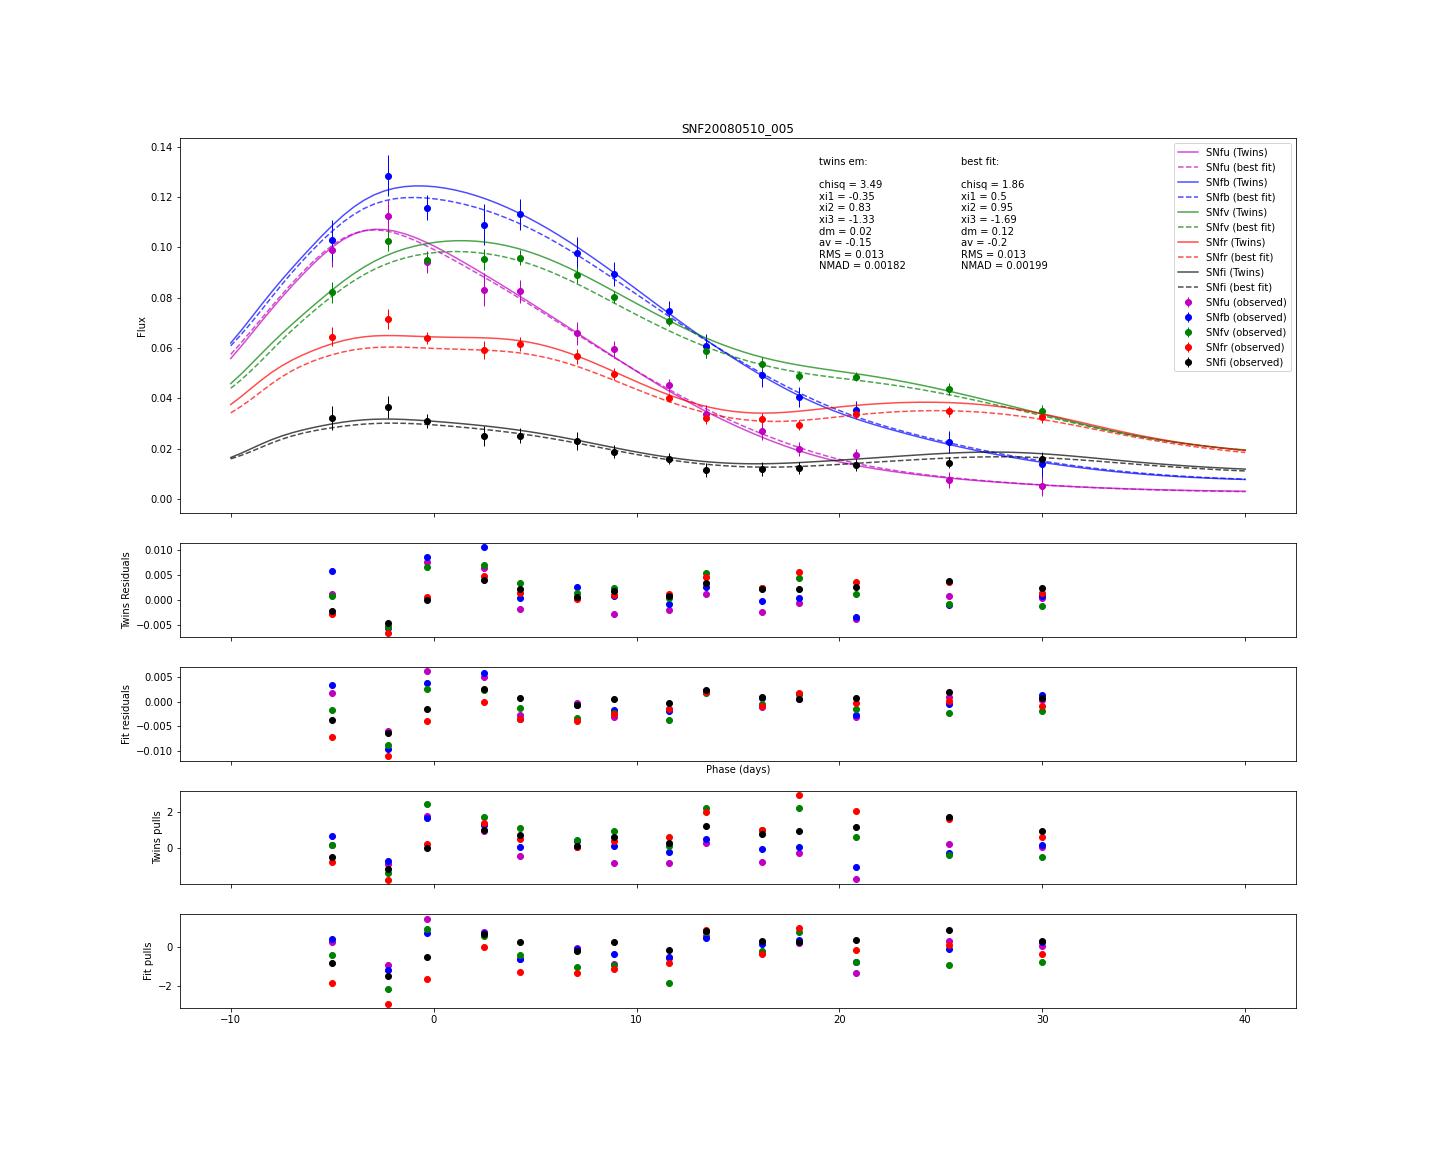 SNF20080510_005
twins em:
chisq = 3.49
xi1 = -0.35
xi2 = 0.83
xi3 = -1.33
dm = 0.02
av = -0.15
RMS = 0.013
NMAD = 0.00182
best fit:
chisq = 1.86
xi1 = 0.5
xi2 = 0.95
xi3 = -1.69
dm = 0.12
av = -0.2
RMS = 0.013
NMAD = 0.00199
SNfu (Twins)
SNfu (best fit)
SNfb (Twins)
SNfb (best fit)
SNfv (Twins)
SNfv (best fit)
SNfr (Twins)
SNfr (best fit)
SNfi (Twins)
SNfi (best fit)
SNfu (observed)
SNfb (observed)
SNfv (observed)
SNfr (observed)
SNfi (observed)
Flux
0.14
0.12
0.10
0.08
0.06
0.04
0.02
0.00
Twins Residuals
0.010
0.005
0.000
−0.005
Fit residuals
0.005
0.000
−0.005
−0.010
Phase (days)
Twins pulls
2
0
Fit pulls
0
−2
−10
0
10
20
30
40